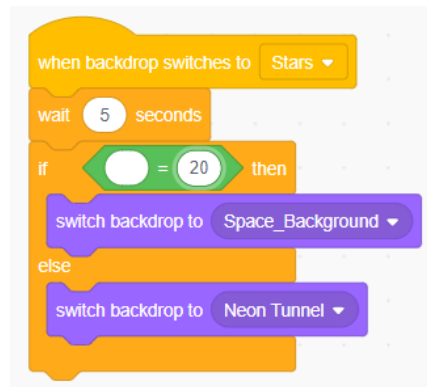 when backdrop switches to Stars
wait 5 seconds
if = 20 then
switch backdrop to Space_Background
else
switch backdrop to Neon Tunnel